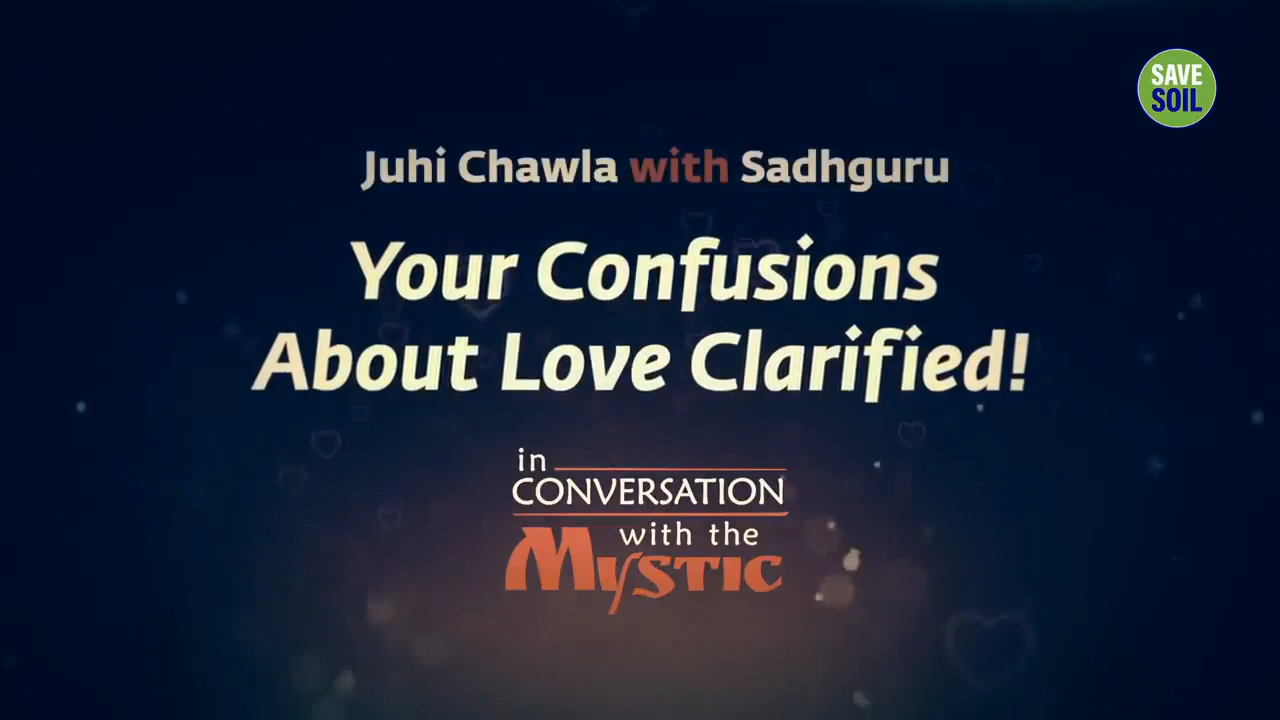 SAVE
SOIL
Juhi Chawla with Sadhguru
Your Confusions
About Love Clarified!
in
CONVERSATION
with the
MYSTIC